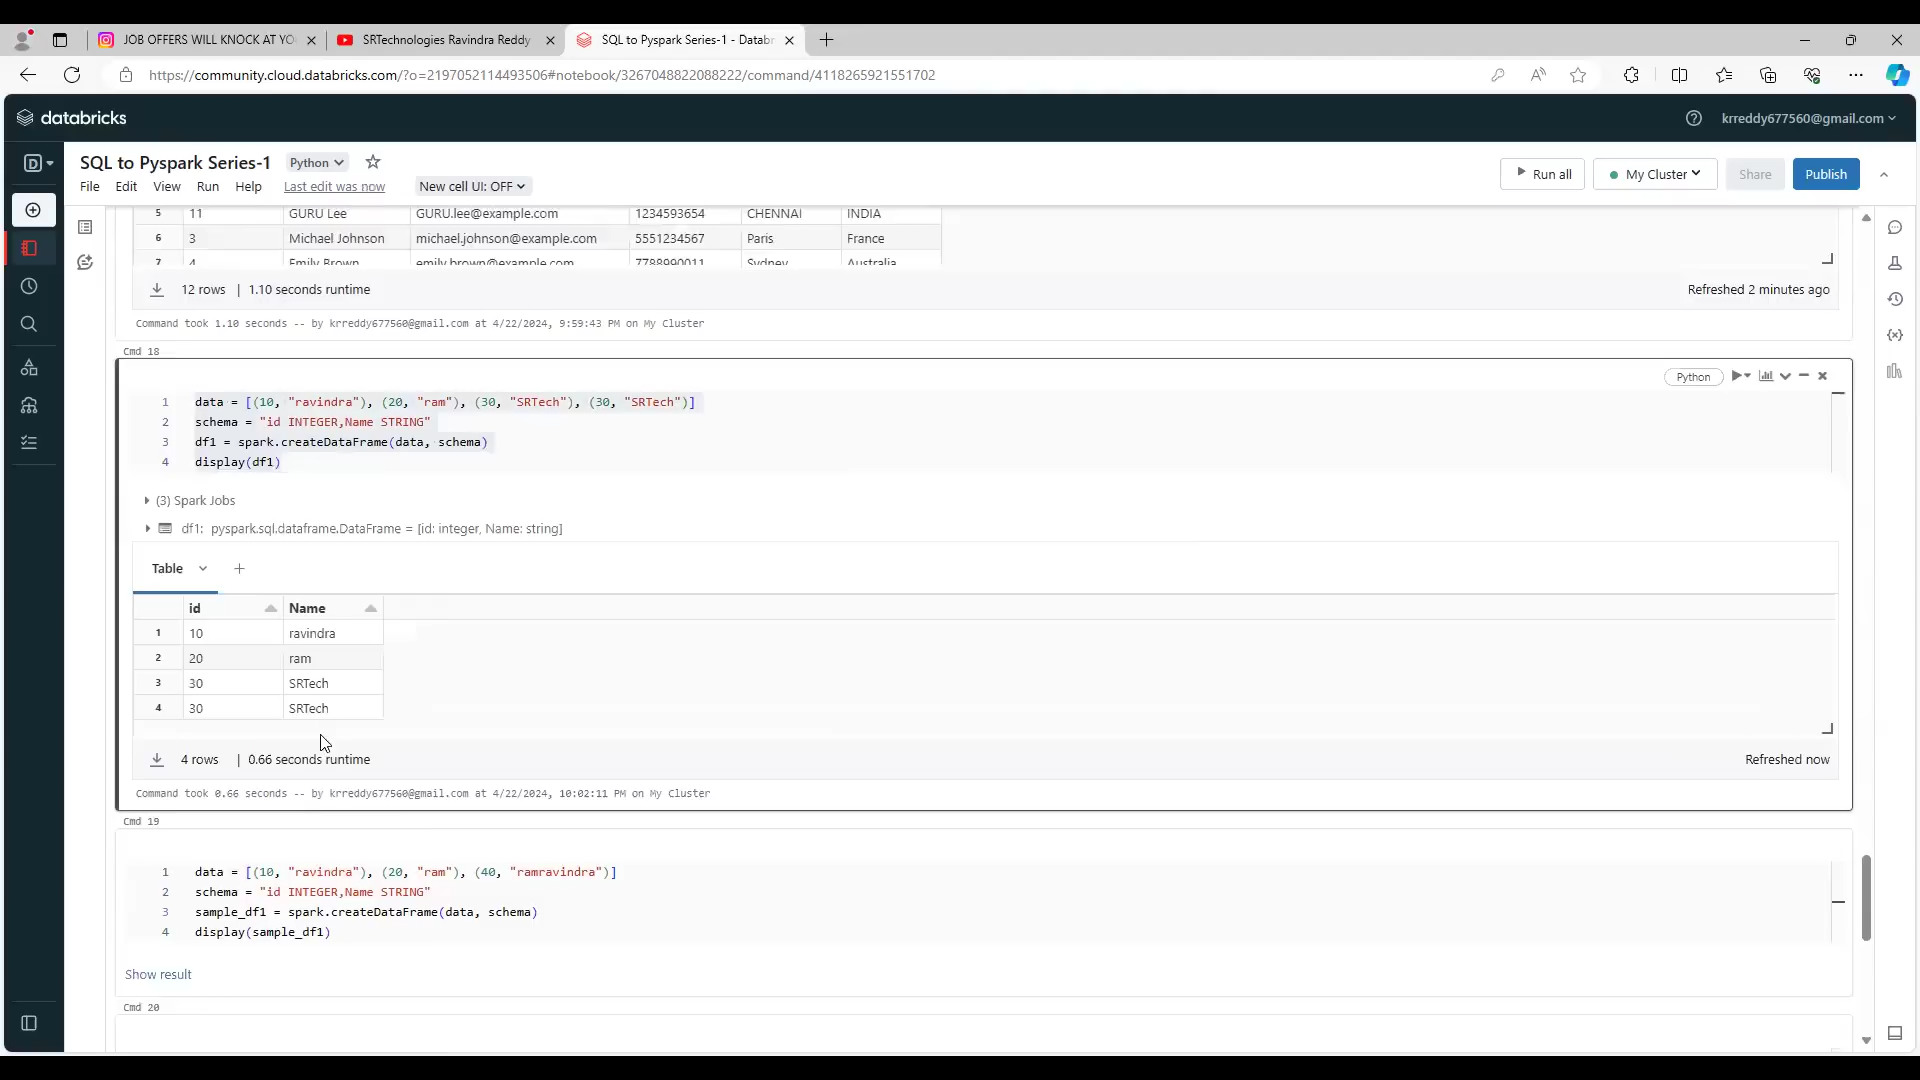 JOB OFFERS WILL KNOCK AT YO
SRTechnologies Ravindra Reddy
SQL to Pyspark Series-1 - Datab
https://community.cloud.databricks.com/?o=2197052114493506#notebook/3267048822088222/command/4118265921551702
databricks
krreddy677560@gmail.com
D
SQL to Pyspark Series-1
Python
Run all
My Cluster
Share
Publish
File Edit View Run Help
Last edit was now
New cell UI: OFF
5 11 GURU Lee GURU.lee@example.com 1234593654 CHENNAI INDIA
6 3 Michael Johnson michael.johnson@example.com 5551234567 Paris France
7 4 Emily Brown emily.brown@example.com 7788990011 Sydney Australia
12 rows | 1.10 seconds runtime
Refreshed 2 minutes ago
Command took 1.10 seconds -- by krreddy677560@gmail.com at 4/22/2024, 9:59:43 PM on My Cluster
Cmd 18
Python
1 data = [(10, "ravindra"), (20, "ram"), (30, "SRTech"), (30, "SRTech")]
2 schema = "id INTEGER,Name STRING"
3 df1 = spark.createDataFrame(data, schema)
4 display(df1)
(3) Spark Jobs
df1: pyspark.sql.dataframe.DataFrame = [id: integer, Name: string]
Table
id Name
1 10 ravindra
2 20 ram
3 30 SRTech
4 30 SRTech
4 rows | 0.66 seconds runtime
Refreshed now
Command took 0.66 seconds -- by krreddy677560@gmail.com at 4/22/2024, 10:02:11 PM on My Cluster
Cmd 19
1 data = [(10, "ravindra"), (20, "ram"), (40, "ramravindra")]
2 schema = "id INTEGER,Name STRING"
3 sample_df1 = spark.createDataFrame(data, schema)
4 display(sample_df1)
Show result
Cmd 20